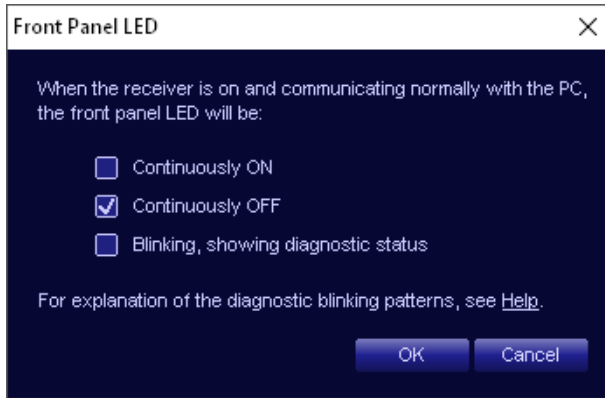 Front Panel LED
When the receiver is on and communicating normally with the PC,
the front panel LED will be:
Continuously ON
Continuously OFF
Blinking, showing diagnostic status
For explanation of the diagnostic blinking patterns, see Help.
OK Cancel